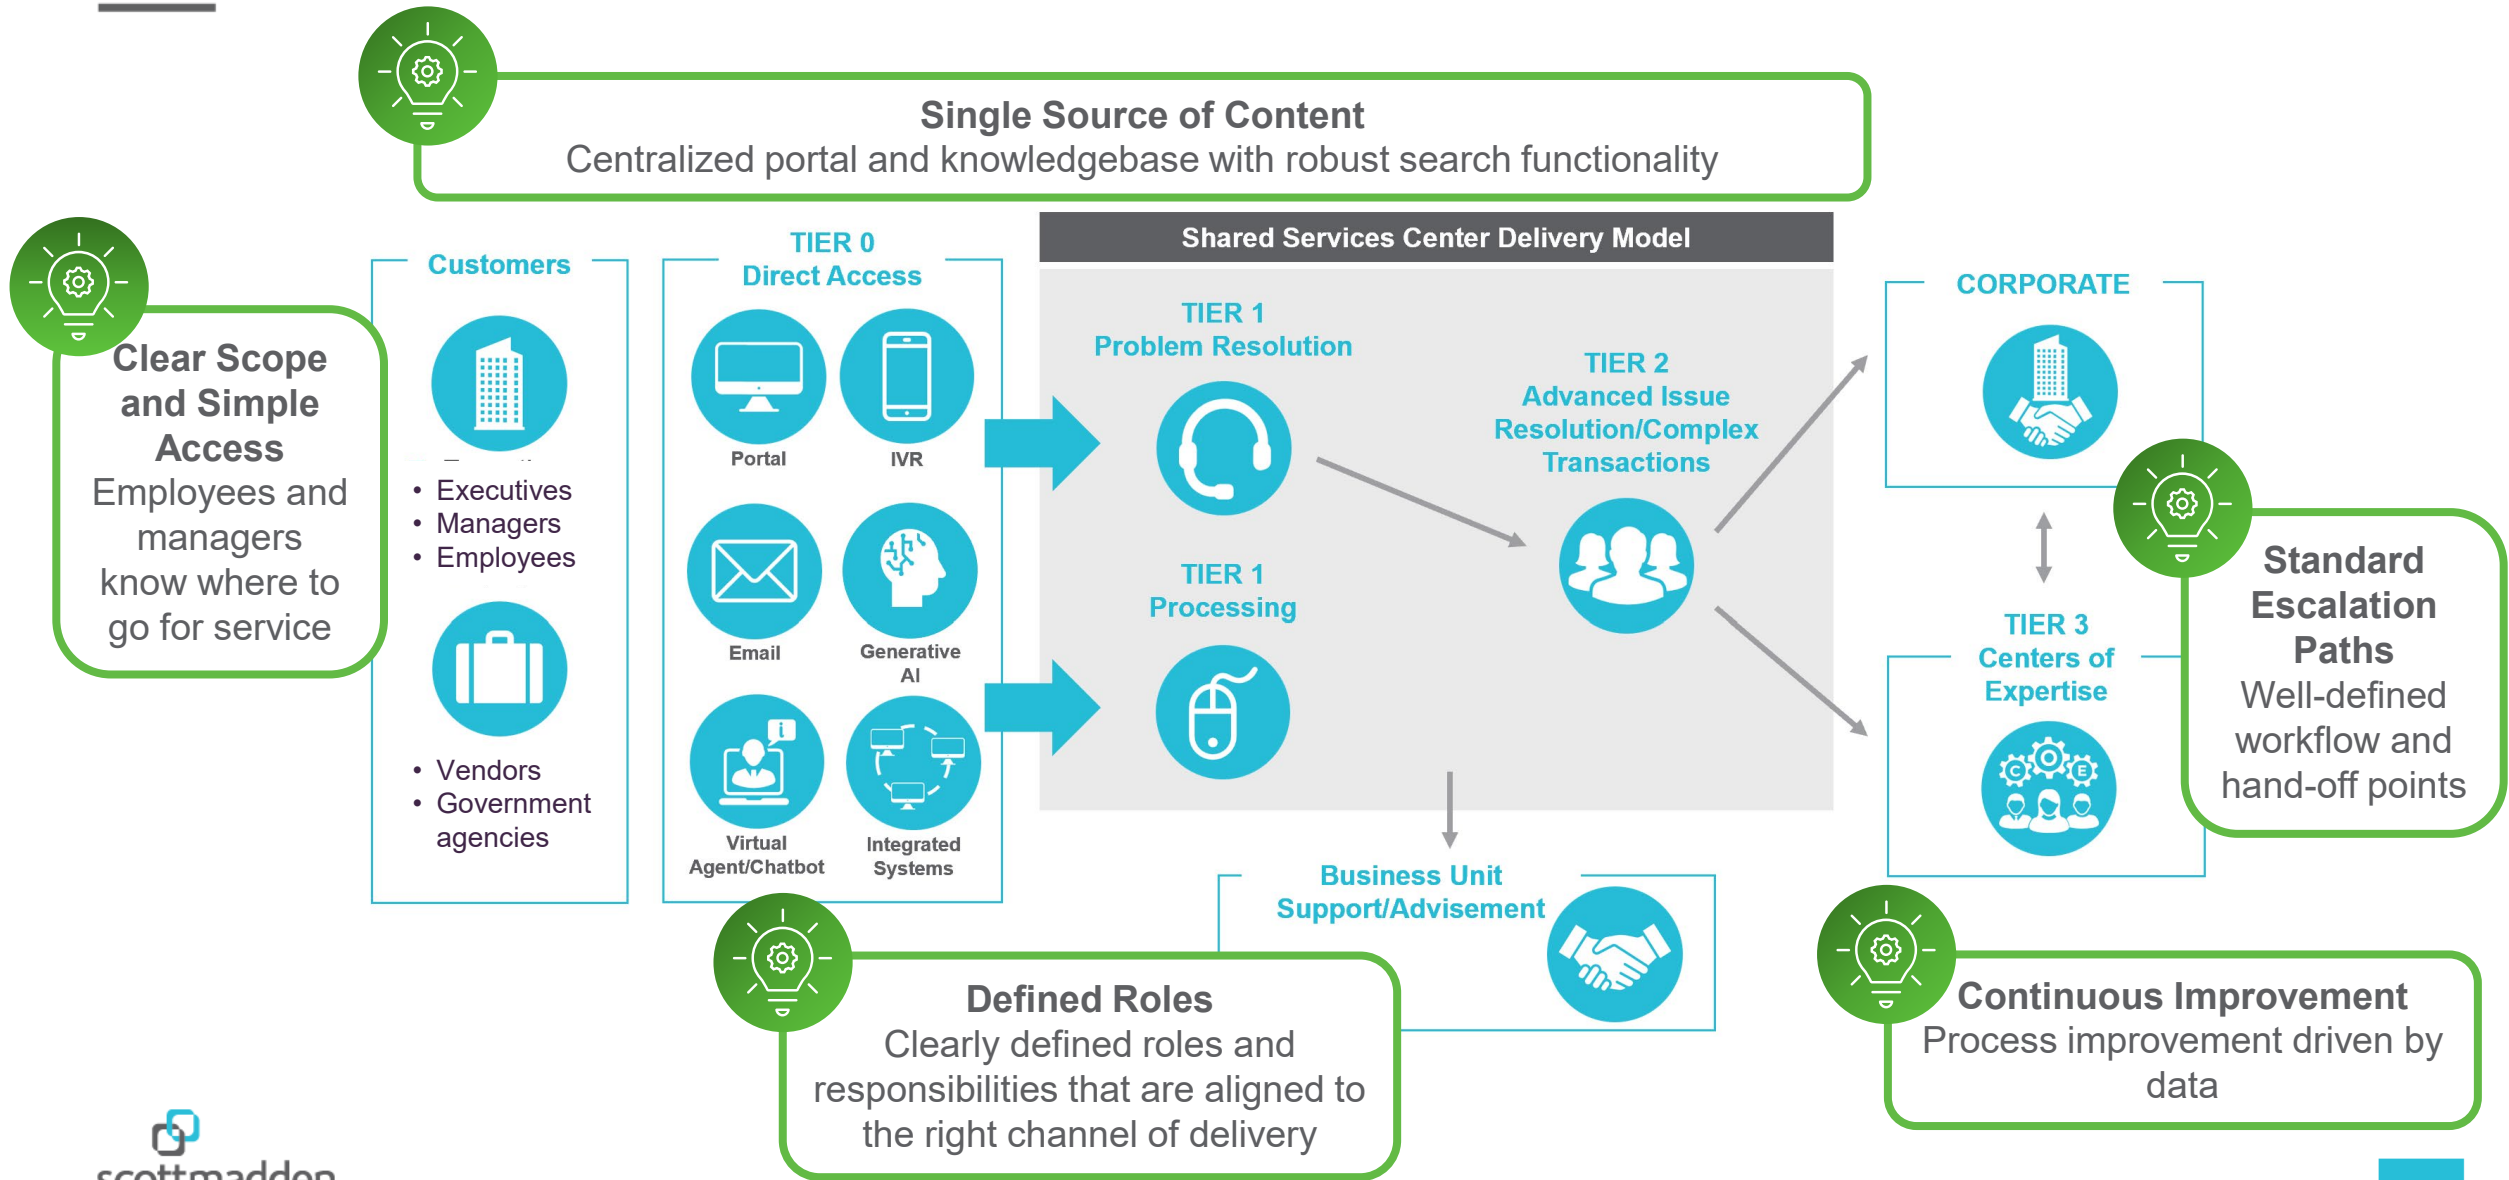 Single Source of Content
Centralized portal and knowledgebase with robust search functionality
Clear Scope
and Simple
Access
Employees and
managers
know where to
go for service
Customers
• Executives
• Managers
• Employees
• Vendors
• Government
agencies
TIER 0
Direct Access
Portal
IVR
Email
Generative
AI
Virtual
Agent/Chatbot
Integrated
Systems
Shared Services Center Delivery Model
TIER 1
Problem Resolution
TIER 1
Processing
TIER 2
Advanced Issue
Resolution/Complex
Transactions
CORPORATE
TIER 3
Centers of
Expertise
C O E
Standard
Escalation
Paths
Well-defined
workflow and
hand-off points
Business Unit
Support/Advisement
Defined Roles
Clearly defined roles and
responsibilities that are aligned to
the right channel of delivery
Continuous Improvement
Process improvement driven by
data
scottmadden